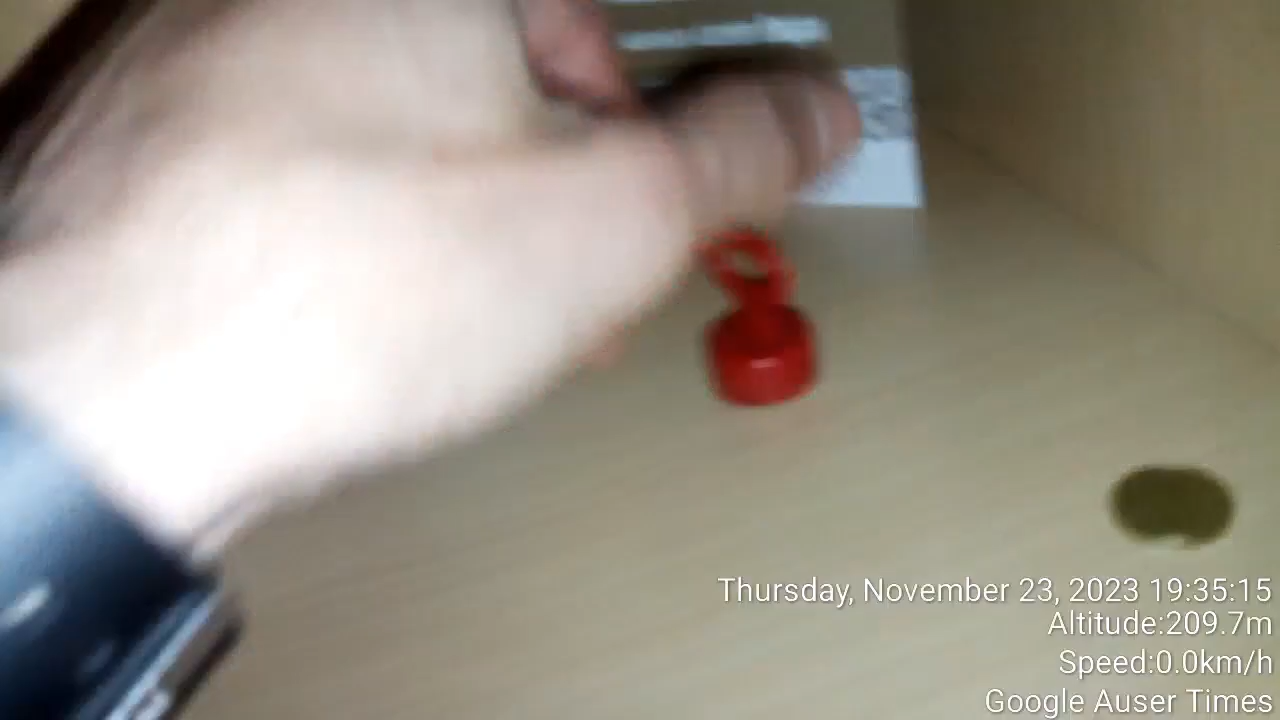 Thursday, November 23, 2023 19:35:15
Altitude:209.7m
Speed:0.0km/h
Google Auser Times